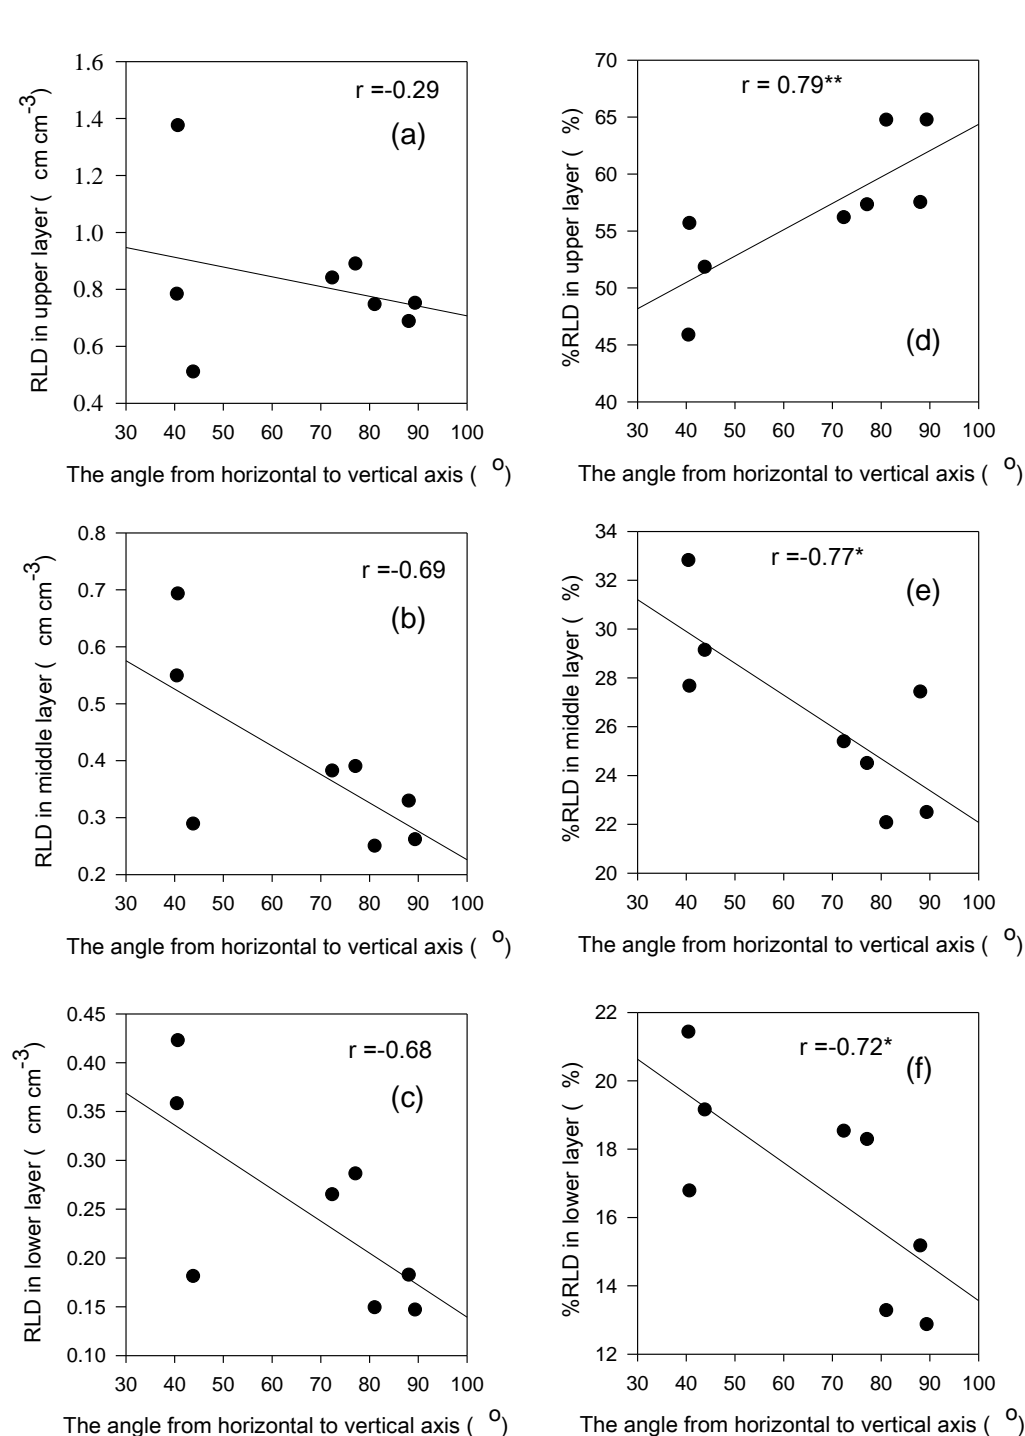 RLD in upper layer ( cm cm-3)
1.6
1.4
1.2
1.0
0.8
0.6
0.4
r =-0.29
(a)
30 40 50 60 70 80 90 100
The angle from horizontal to vertical axis ( o)
%RLD in upper layer ( %)
70
65
60
55
50
45
40
r = 0.79**
(d)
30 40 50 60 70 80 90 100
The angle from horizontal to vertical axis ( o)
RLD in middle layer ( cm cm-3)
0.8
0.7
0.6
0.5
0.4
0.3
0.2
r =-0.69
(b)
30 40 50 60 70 80 90 100
The angle from horizontal to vertical axis ( o)
%RLD in middle layer ( %)
34
32
30
28
26
24
22
20
r =-0.77*
(e)
30 40 50 60 70 80 90 100
The angle from horizontal to vertical axis ( o)
RLD in lower layer ( cm cm-3)
0.45
0.40
0.35
0.30
0.25
0.20
0.15
0.10
r =-0.68
(c)
30 40 50 60 70 80 90 100
The angle from horizontal to vertical axis ( o)
%RLD in lower layer ( %)
22
20
18
16
14
12
r =-0.72*
(f)
30 40 50 60 70 80 90 100
The angle from horizontal to vertical axis ( o)